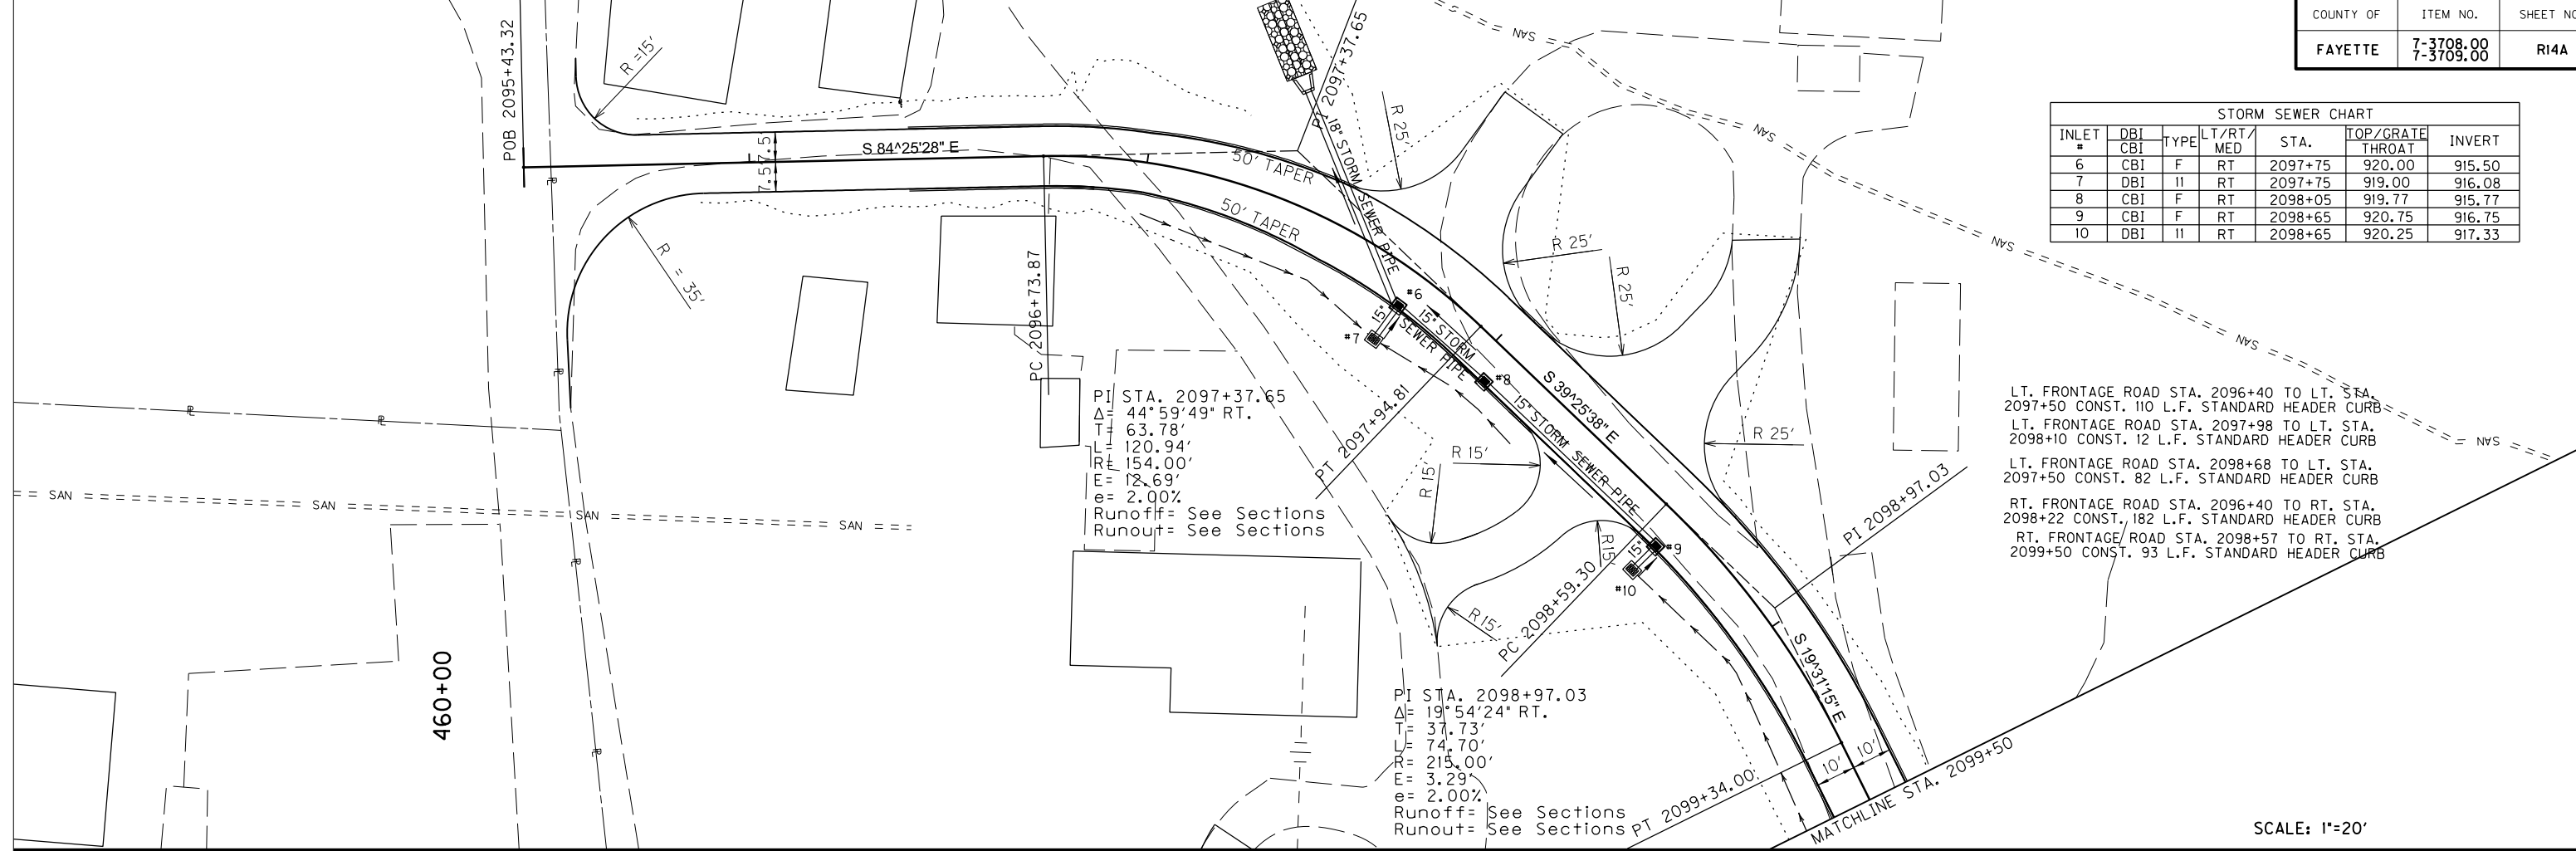 COUNTY OF ITEM NO. SHEET NO
FAYETTE 7-3708.00 R14A
7-3709.00
STORM SEWER CHART
INLET # DBI CBI TYPE LT/RT/MED STA. TOP/GRATE THROAT INVERT
6 CBI F RT 2097+75 920.00 915.50
7 DBI 11 RT 2097+75 919.00 916.08
8 CBI F RT 2098+05 919.77 915.77
9 CBI F RT 2098+65 920.75 916.75
10 DBI 11 RT 2098+65 920.25 917.33
POB 2095+43.32
R =15'
7.5
7.5
S 84^25'28" E
R = 35'
PC 2096+73.87
PI 2097+37.65
18" STORM SEWER PIPE
50' TAPER
50' TAPER
R 25'
R 25'
R 25'
R 25'
SAN
SAN
SAN
SAN
SAN
#6
15"
#7
15" STORM
SEWER PIPE
#8
S 39^25'38" E
15" STORM SEWER PIPE
PT 2097+94.81
R 15'
R 15'
R15'
R15'
15"
#9
#10
PC 2098+59.30
PI 2098+97.03
PI STA. 2097+37.65
Δ= 44°59'49" RT.
T= 63.78'
L= 120.94'
R= 154.00'
E= 12.69'
e= 2.00%
Runoff= See Sections
Runout= See Sections
LT. FRONTAGE ROAD STA. 2096+40 TO LT. STA.
2097+50 CONST. 110 L.F. STANDARD HEADER CURB
LT. FRONTAGE ROAD STA. 2097+98 TO LT. STA.
2098+10 CONST. 12 L.F. STANDARD HEADER CURB
LT. FRONTAGE ROAD STA. 2098+68 TO LT. STA.
2097+50 CONST. 82 L.F. STANDARD HEADER CURB
RT. FRONTAGE ROAD STA. 2096+40 TO RT. STA.
2098+22 CONST. 182 L.F. STANDARD HEADER CURB
RT. FRONTAGE ROAD STA. 2098+57 TO RT. STA.
2099+50 CONST. 93 L.F. STANDARD HEADER CURB
PL
PL
PL
PL
PL
PL
SAN
SAN
SAN
SAN
460+00
PI STA. 2098+97.03
Δ= 19°54'24" RT.
T= 37.73'
L= 74.70'
R= 215.00'
E= 3.29'
e= 2.00%
Runoff= See Sections
Runout= See Sections
S 19^31'15" E
10'
10'
PT 2099+34.00
MATCHLINE STA. 2099+50
SCALE: 1"=20'